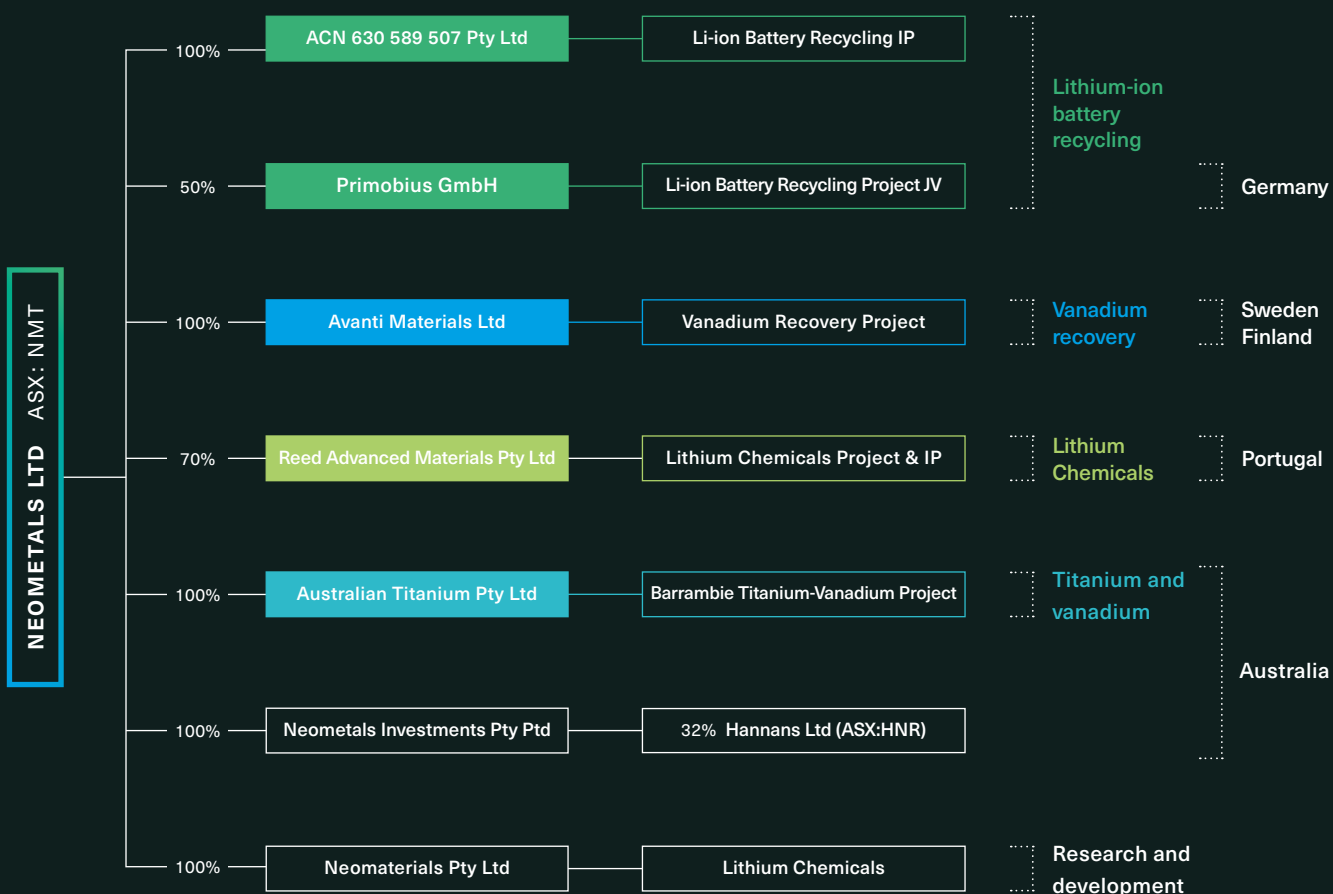 NEOMETALS LTD ASX: NMT
100%
ACN 630 589 507 Pty Ltd
Li-ion Battery Recycling IP
Lithium-ion
battery
recycling
50%
Primobius GmbH
Li-ion Battery Recycling Project JV
Germany
100%
Avanti Materials Ltd
Vanadium Recovery Project
Vanadium
recovery
Sweden
Finland
70%
Reed Advanced Materials Pty Ltd
Lithium Chemicals Project & IP
Lithium
Chemicals
Portugal
100%
Australian Titanium Pty Ltd
Barrambie Titanium-Vanadium Project
Titanium and
vanadium
Australia
100%
Neometals Investments Pty Ptd
32% Hannans Ltd (ASX:HNR)
100%
Neomaterials Pty Ltd
Lithium Chemicals
Research and
development